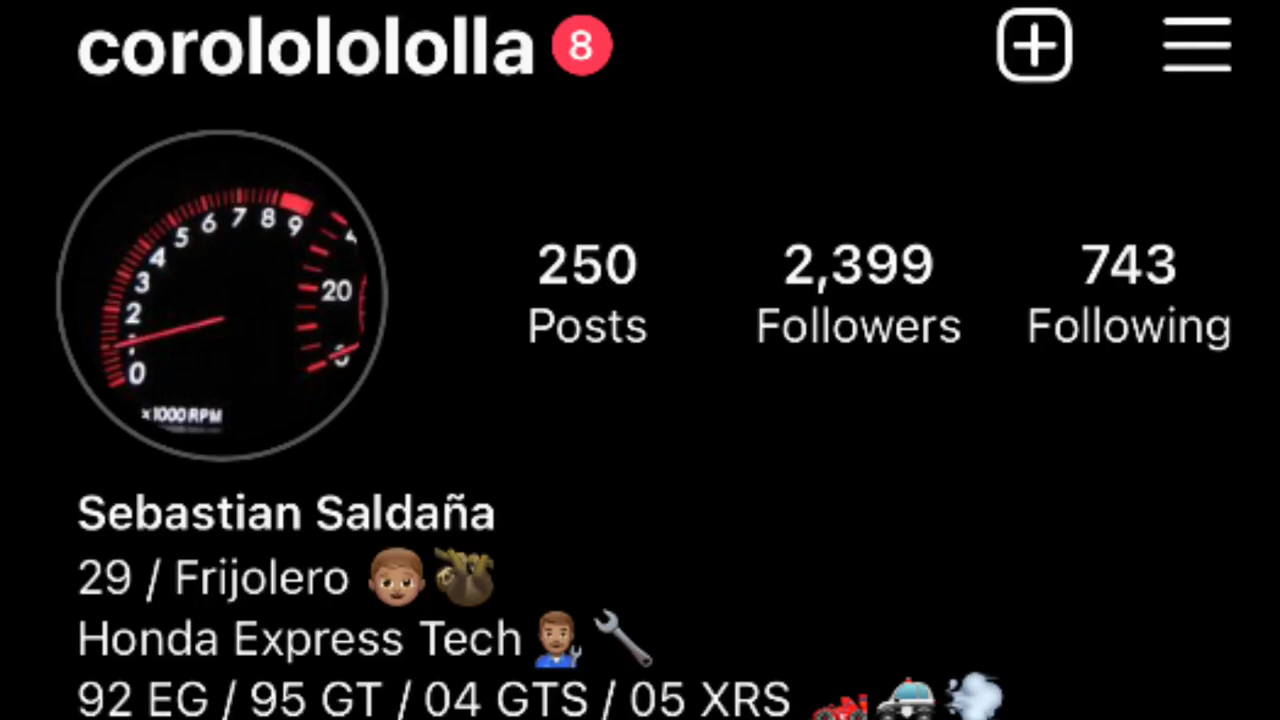 corolololololla 8
9
8
7
6
5
4
3
2
0
20
x1000 RPM
250 2,399 743
Posts Followers Following
Sebastian Saldaña
29 / Frijolero 👦🏽🦥
Honda Express Tech 👨🏽‍🔧🔧
92 EG / 95 GT / 04 GTS / 05 XRS 🏎️🚓💨